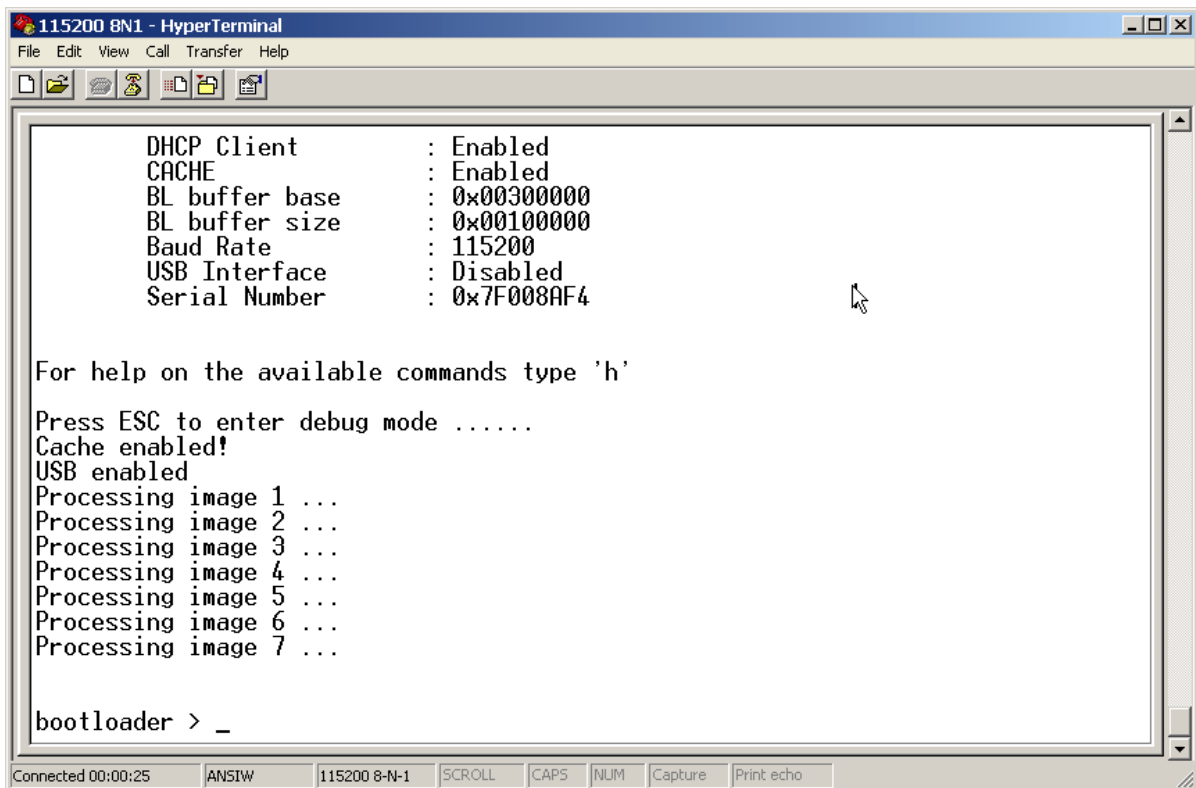 115200 8N1 - HyperTerminal
File Edit View Call Transfer Help
DHCP Client : Enabled
CACHE : Enabled
BL buffer base : 0x00300000
BL buffer size : 0x00100000
Baud Rate : 115200
USB Interface : Disabled
Serial Number : 0x7F008AF4
For help on the available commands type 'h'
Press ESC to enter debug mode ......
Cache enabled!
USB enabled
Processing image 1 ...
Processing image 2 ...
Processing image 3 ...
Processing image 4 ...
Processing image 5 ...
Processing image 6 ...
Processing image 7 ...
bootloader > _
Connected 00:00:25 ANSIW 115200 8-N-1 SCROLL CAPS NUM Capture Print echo